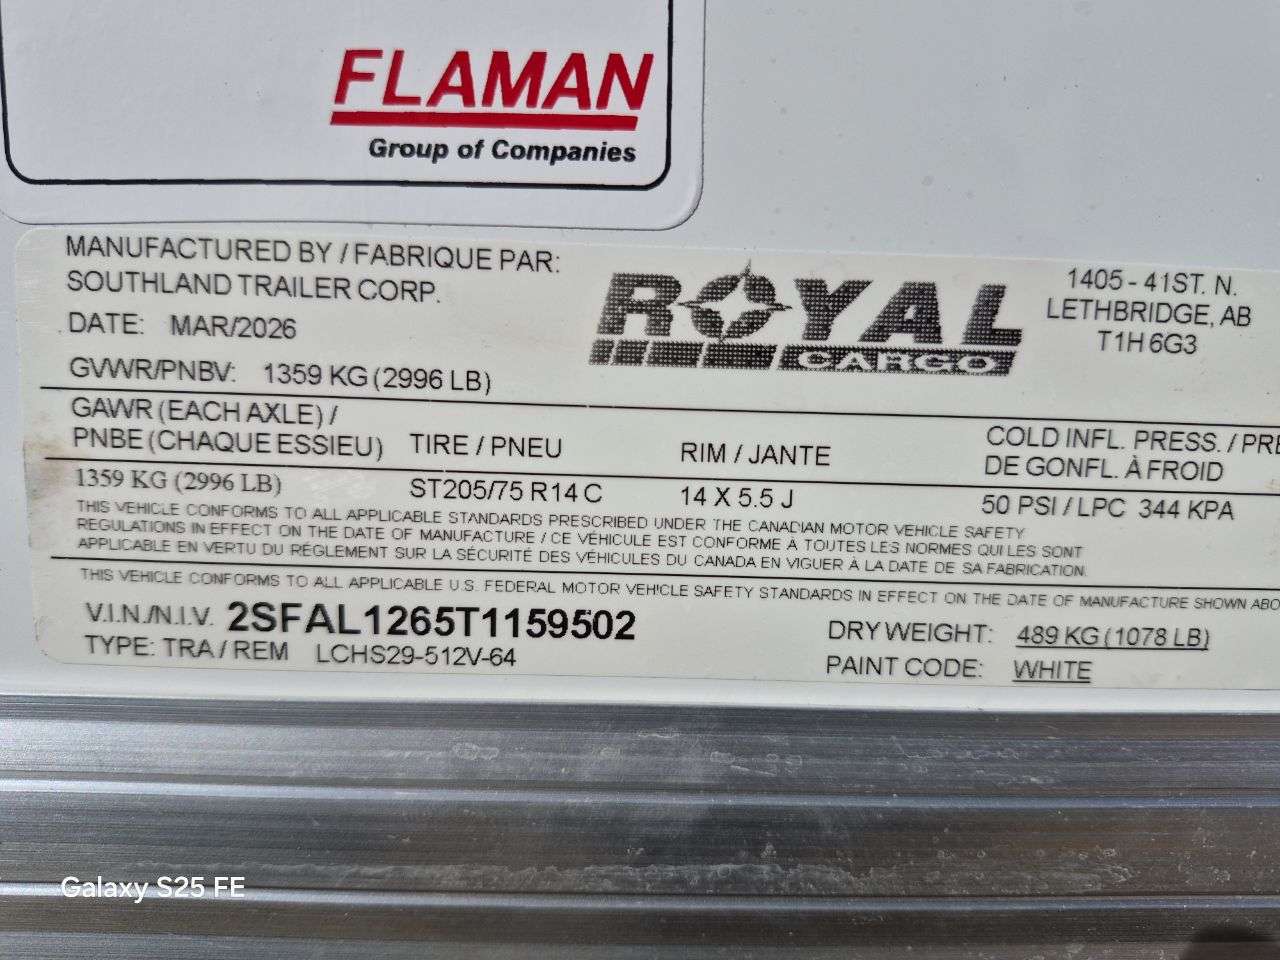 FLAMAN
Group of Companies
MANUFACTURED BY / FABRIQUE PAR:
SOUTHLAND TRAILER CORP.
DATE: MAR/2026
GVWR/PNBV: 1359 KG (2996 LB)
ROYAL
CARGO
1405 - 41ST. N.
LETHBRIDGE, AB
T1H 6G3
GAWR (EACH AXLE) /
PNBE (CHAQUE ESSIEU)
TIRE / PNEU
RIM / JANTE
COLD INFL. PRESS. / PRE
DE GONFL. À FROID
1359 KG (2996 LB)
ST205/75 R14 C
14 X 5.5 J
50 PSI / LPC 344 KPA
THIS VEHICLE CONFORMS TO ALL APPLICABLE STANDARDS PRESCRIBED UNDER THE CANADIAN MOTOR VEHICLE SAFETY
REGULATIONS IN EFFECT ON THE DATE OF MANUFACTURE / CE VÉHICULE EST CONFORME À TOUTES LES NORMES QUI LES SONT
APPLICABLE EN VERTU DU RÉGLEMENT SUR LA SÉCURITÉ DES VÉHICULES DU CANADA EN VIGUER À LA DATE DE SA FABRICATION.
THIS VEHICLE CONFORMS TO ALL APPLICABLE U.S. FEDERAL MOTOR VEHICLE SAFETY STANDARDS IN EFFECT ON THE DATE OF MANUFACTURE SHOWN ABO
V.I.N./N.I.V. 2SFAL1265T1159502
TYPE: TRA / REM LCHS29-512V-64
DRY WEIGHT: 489 KG (1078 LB)
PAINT CODE: WHITE
Galaxy S25 FE